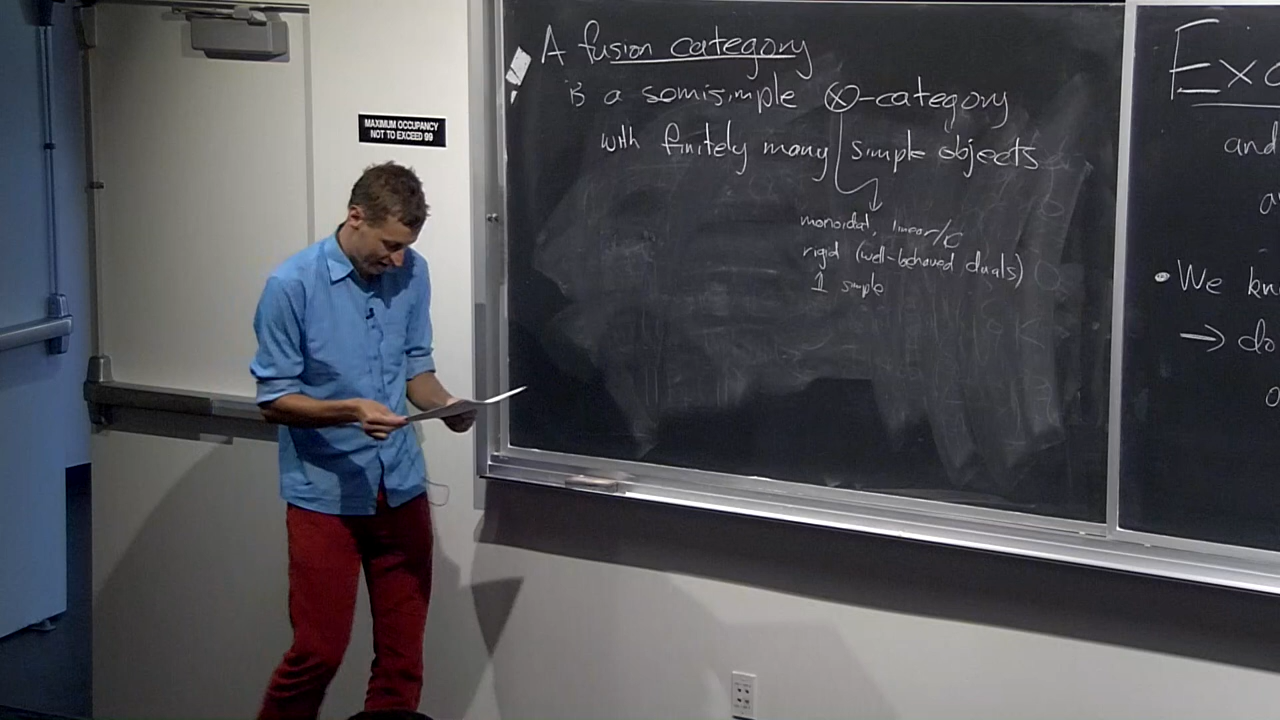 MAXIMUM OCCUPANCY
NOT TO EXCEED 99
A fusion category
is a semisimple ⊗-category
with finitely many simple objects
monoidal, linear/ℂ
rigid (well-behaved duals)
𝟙 simple
Exa
and
a
• We kn
→ do
o